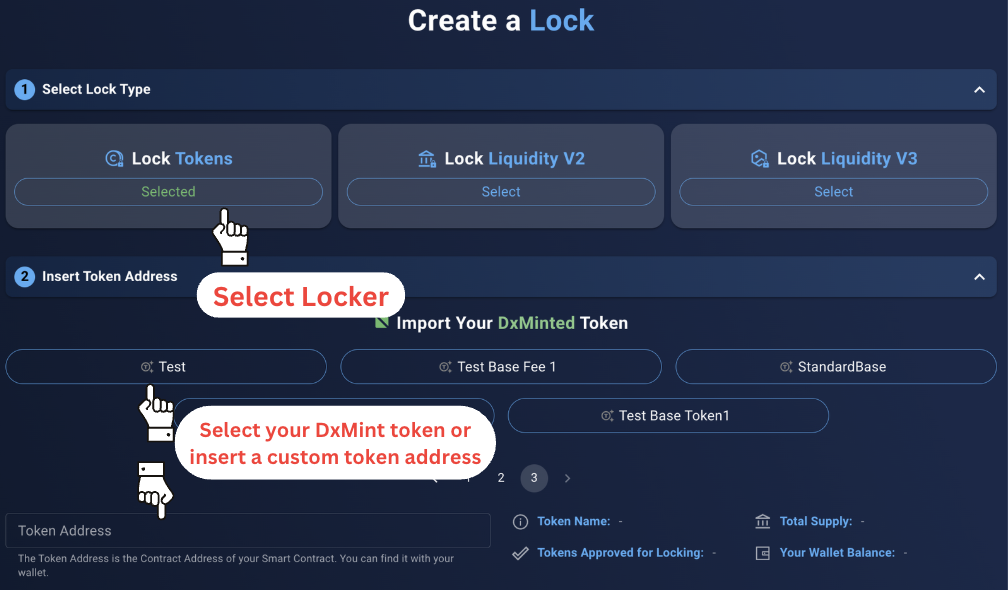 Create a Lock
1 Select Lock Type
Lock Tokens
Selected
Lock Liquidity V2
Select
Lock Liquidity V3
Select
2 Insert Token Address
Select Locker
Import Your DxMinted Token
Test
Test Base Fee 1
StandardBase
Test Base Token1
Select your DxMint token or
insert a custom token address
1 2 3
Token Address
The Token Address is the Contract Address of your Smart Contract. You can find it with your
wallet.
Token Name: -
Total Supply: -
Tokens Approved for Locking: -
Your Wallet Balance: -